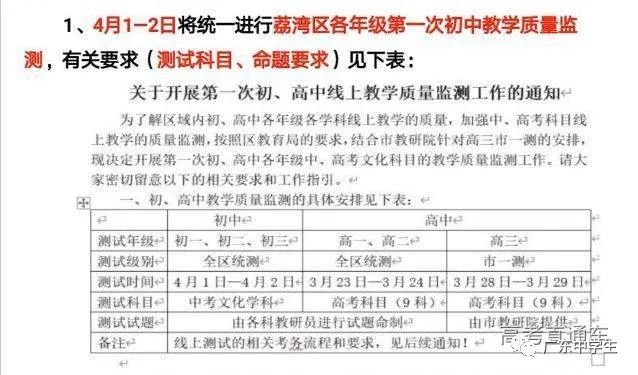 1、4月1—2日将统一进行荔湾区各年级第一次初中教学质量监
测，有关要求（测试科目、命题要求）见下表：
关于开展第一次初、高中线上教学质量监测工作的通知
为了解区域内初、高中各年级各学科线上教学的质量，加强中、高考科目线
上教学的质量监测，按照区教育局的要求，结合市教研院针对高三市一测的安排，
现决定开展第一次初、高中各年级中、高考文化科目的教学质量监测工作。请大
家密切留意以下的相关要求和工作指引。
一、初、高中教学质量监测的具体安排见下表：
初中 高中
测试年级 初一、初二、初三 高一、高二 高三
测试级别 全区统测 全区统测 市一测
测试时间 4月1日—4月2日 3月23日—3月24日 3月28日—3月29日
测试科目 中考文化学科 高考科目（9科） 高考科目（9科）
测试试题 由各科教研员进行试题命制 由市教研院提供
备注 线上测试的相关考务流程和要求，见后续通知！
高考直通车
广东中学生